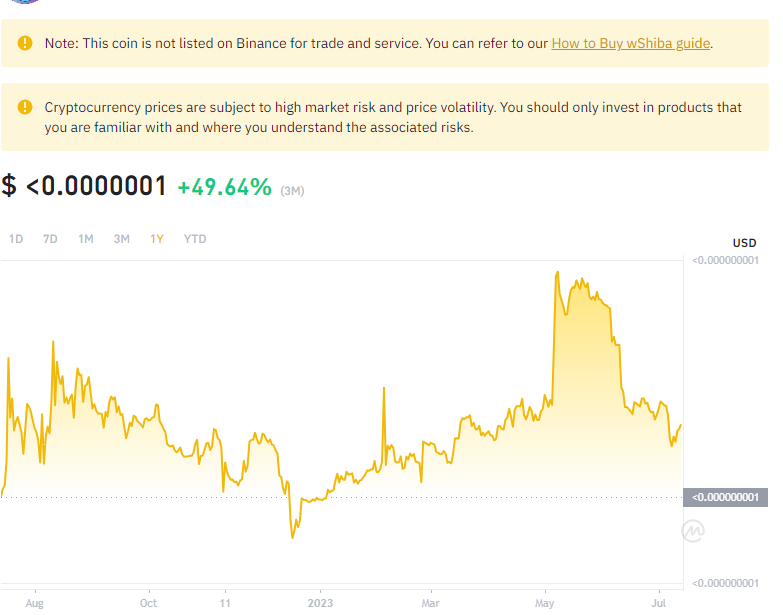 Note: This coin is not listed on Binance for trade and service. You can refer to our How to Buy wShiba guide.
Cryptocurrency prices are subject to high market risk and price volatility. You should only invest in products that
you are familiar with and where you understand the associated risks.
$ <0.0000001 +49.64% (3M)
1D 7D 1M 3M 1Y YTD
USD
<0.000000001
<0.000000001
<0.000000001
Aug Oct 11 2023 Mar May Jul